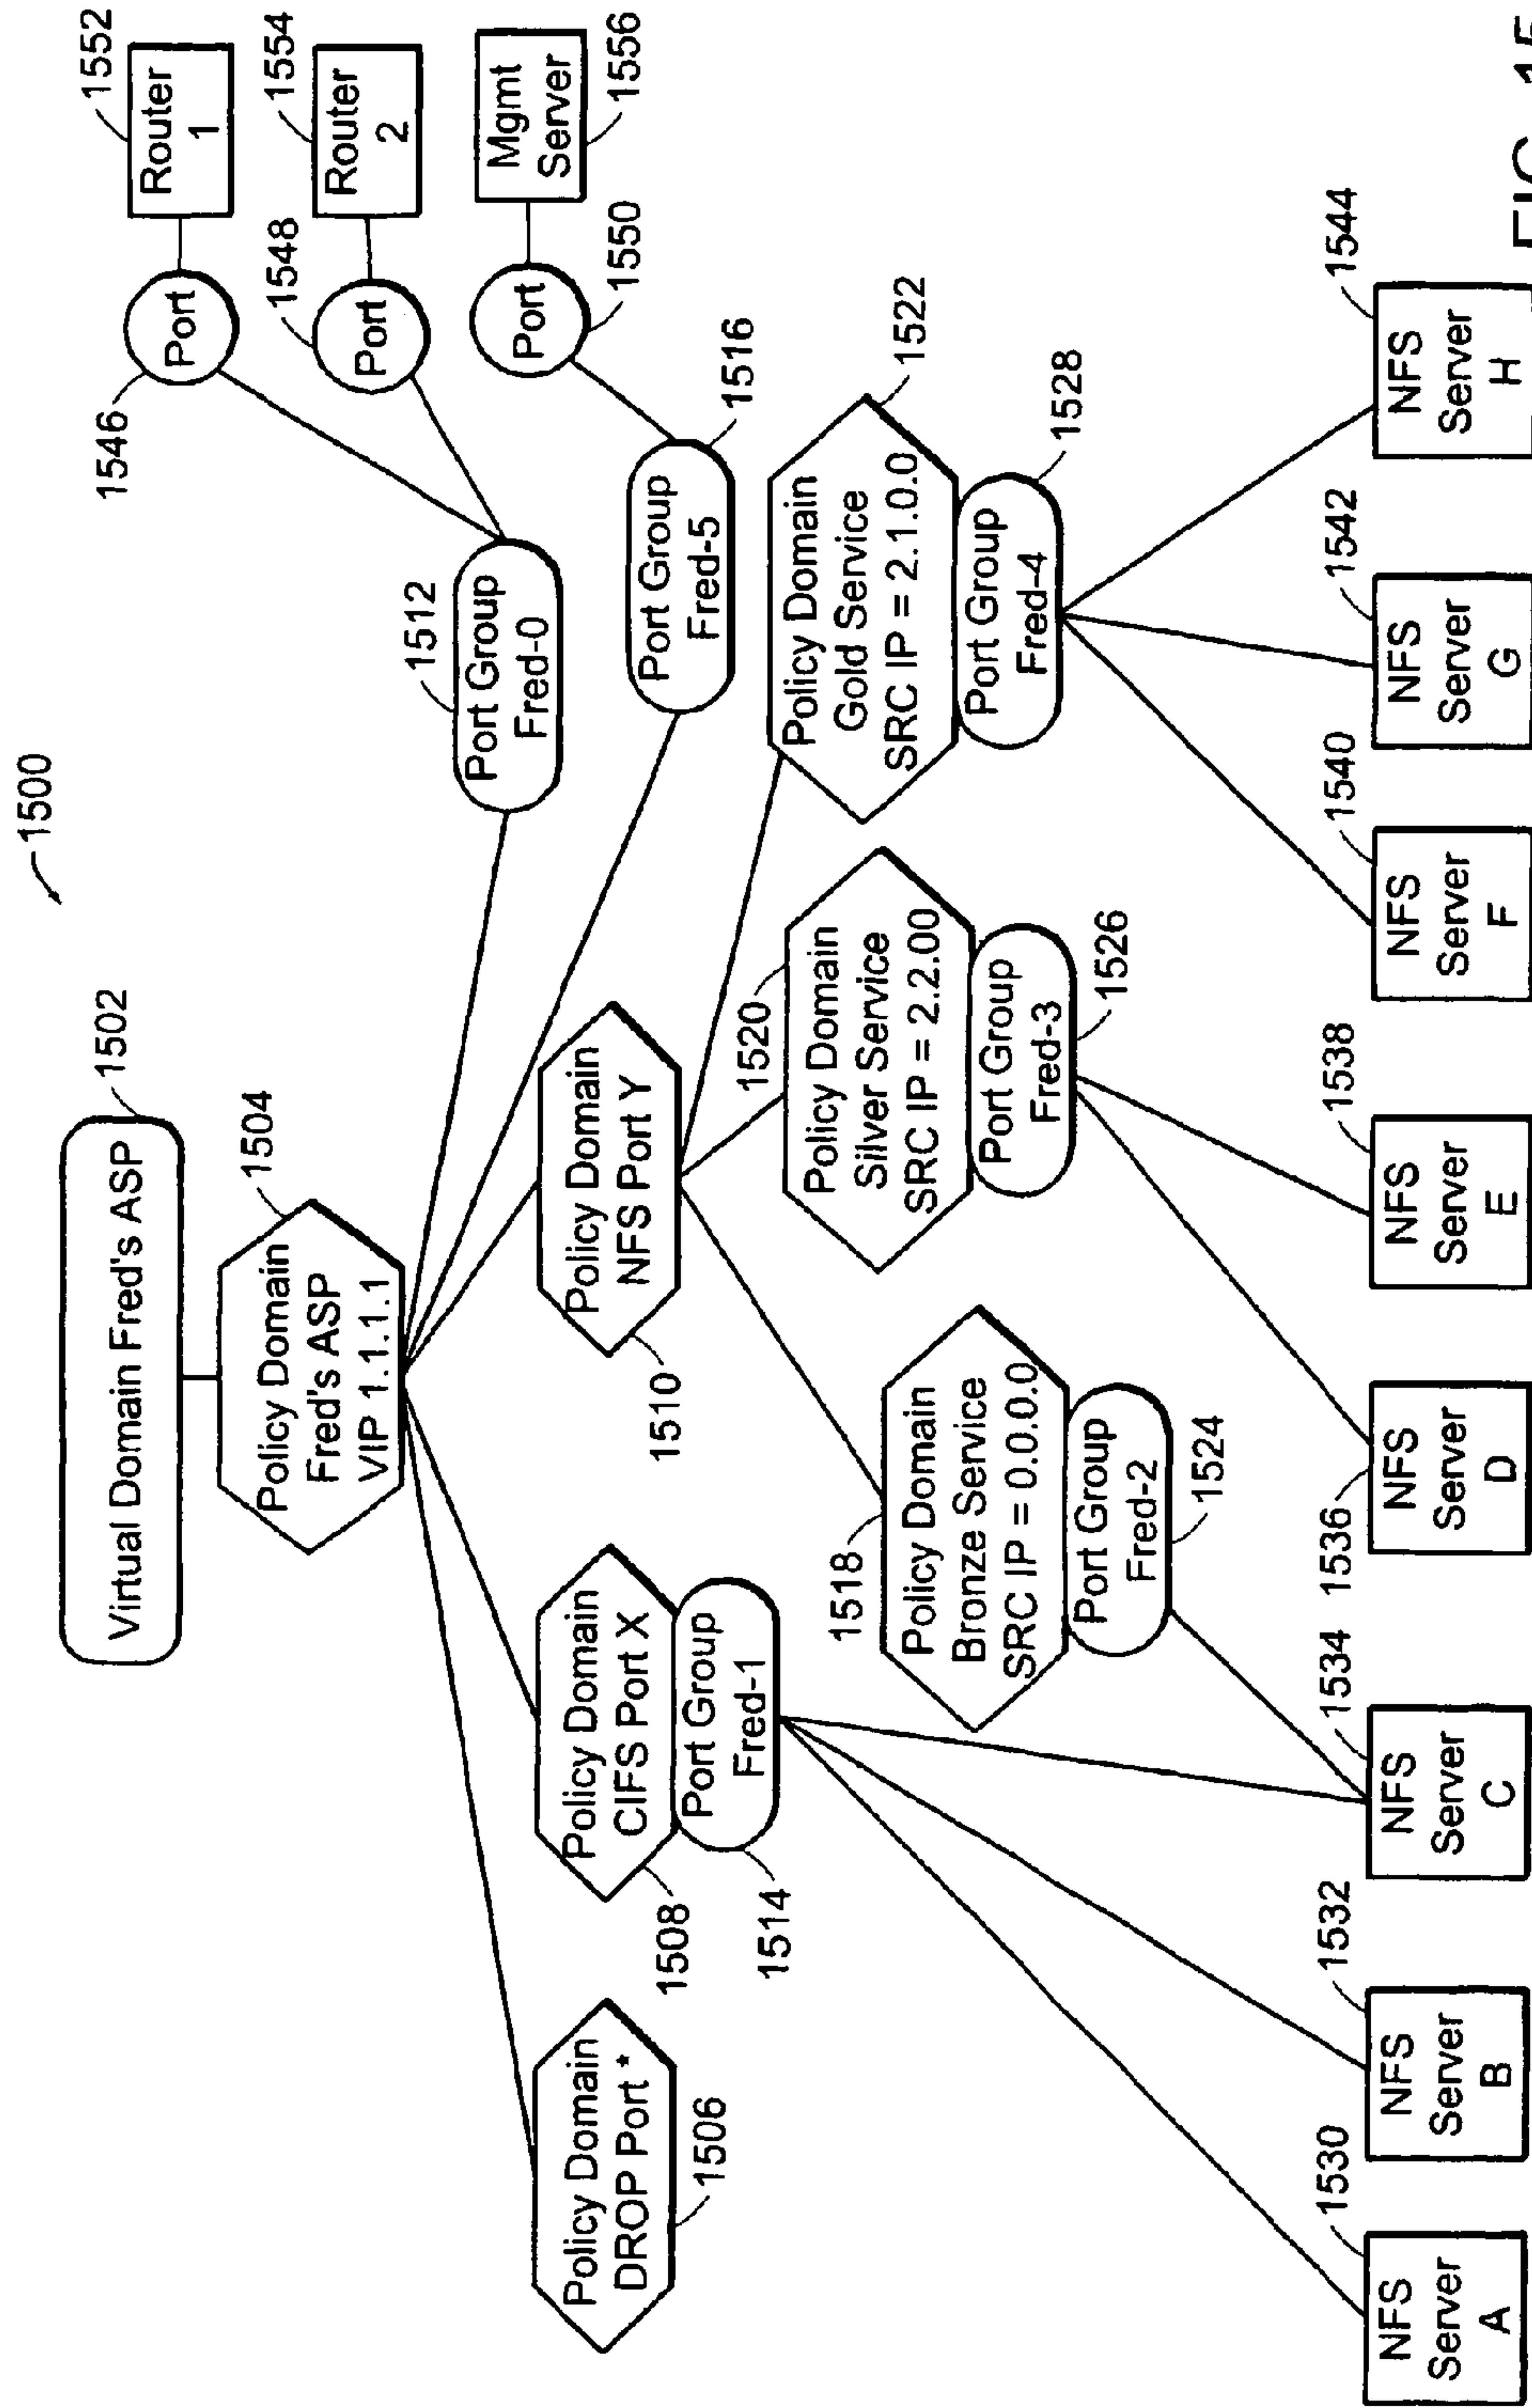 1500
Virtual Domain Fred's ASP
1502
Policy Domain
Fred's ASP
VIP 1.1.1.1
1504
Policy Domain
DROP Port *
1506
Policy Domain
CIFS Port X
1508
Port Group
Fred-1
1514
Policy Domain
NFS Port Y
1510
Port Group
Fred-0
1512
Port Group
Fred-5
1516
Port
1546
Router
1
1552
Port
1548
Router
2
1554
Port
1550
Mgmt
Server
1556
Policy Domain
Bronze Service
SRC IP = 0.0.0.0
1518
Port Group
Fred-2
1524
Policy Domain
Silver Service
SRC IP = 2.2.00
1520
Port Group
Fred-3
1526
Policy Domain
Gold Service
SRC IP = 2.1.0.0
1522
Port Group
Fred-4
1528
NFS
Server
A
1530
NFS
Server
B
1532
NFS
Server
C
1534
NFS
Server
D
1536
NFS
Server
E
1538
NFS
Server
F
1540
NFS
Server
G
1542
NFS
Server
H
1544
FIG. 15